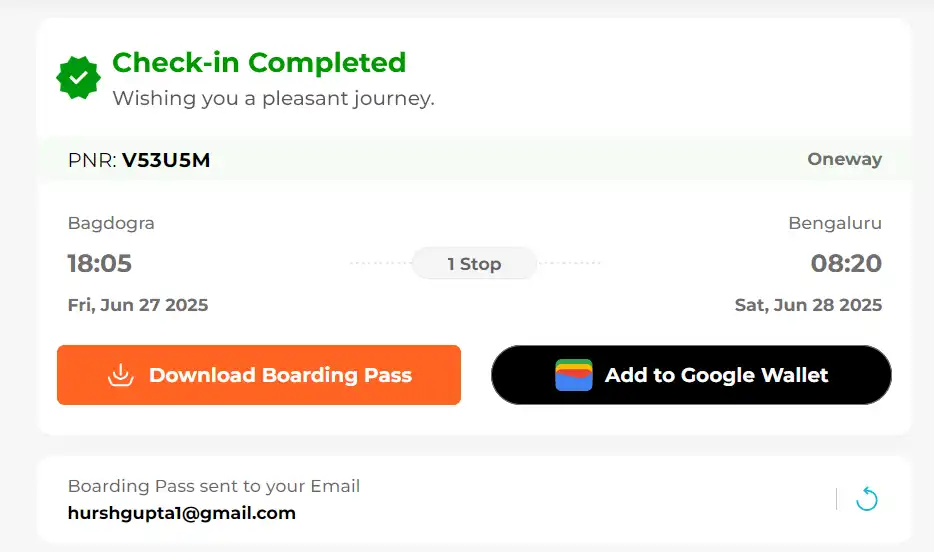 Check-in Completed
Wishing you a pleasant journey.
PNR: V53U5M Oneway
Bagdogra Bengaluru
18:05 1 Stop 08:20
Fri, Jun 27 2025 Sat, Jun 28 2025
Download Boarding Pass Add to Google Wallet
Boarding Pass sent to your Email
hurshgupta1@gmail.com